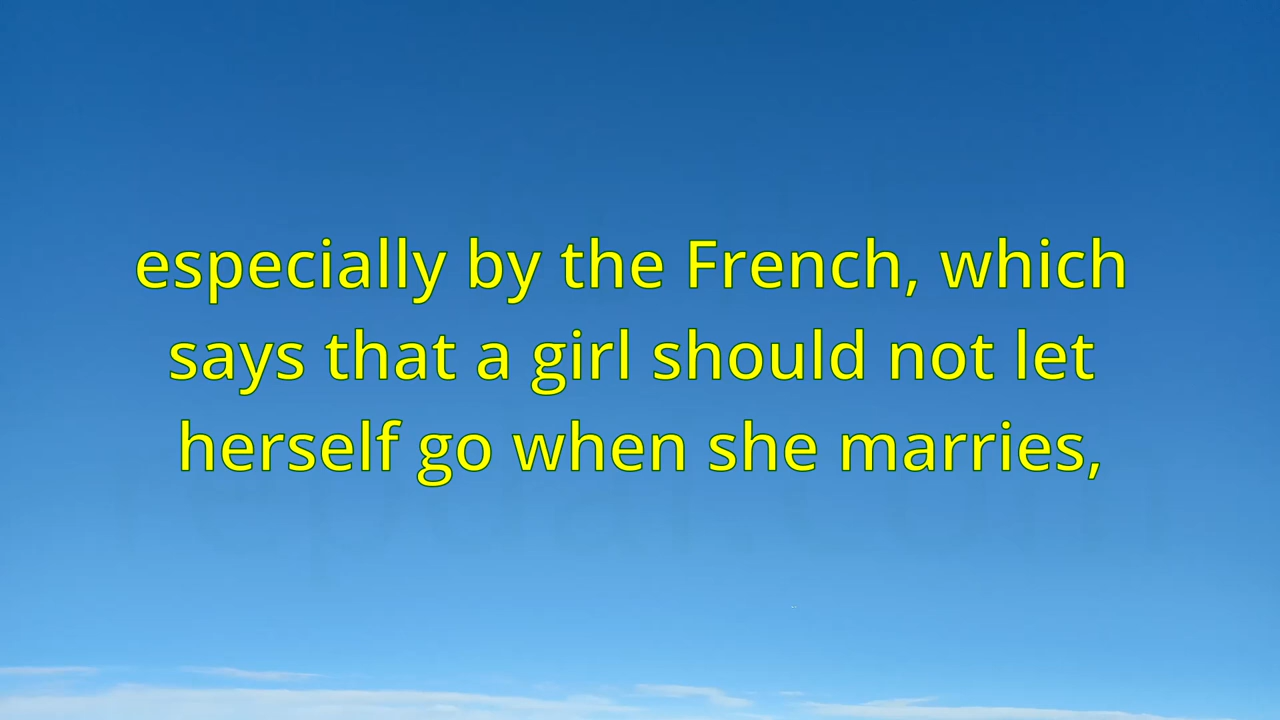 especially by the French, which
says that a girl should not let
herself go when she marries,